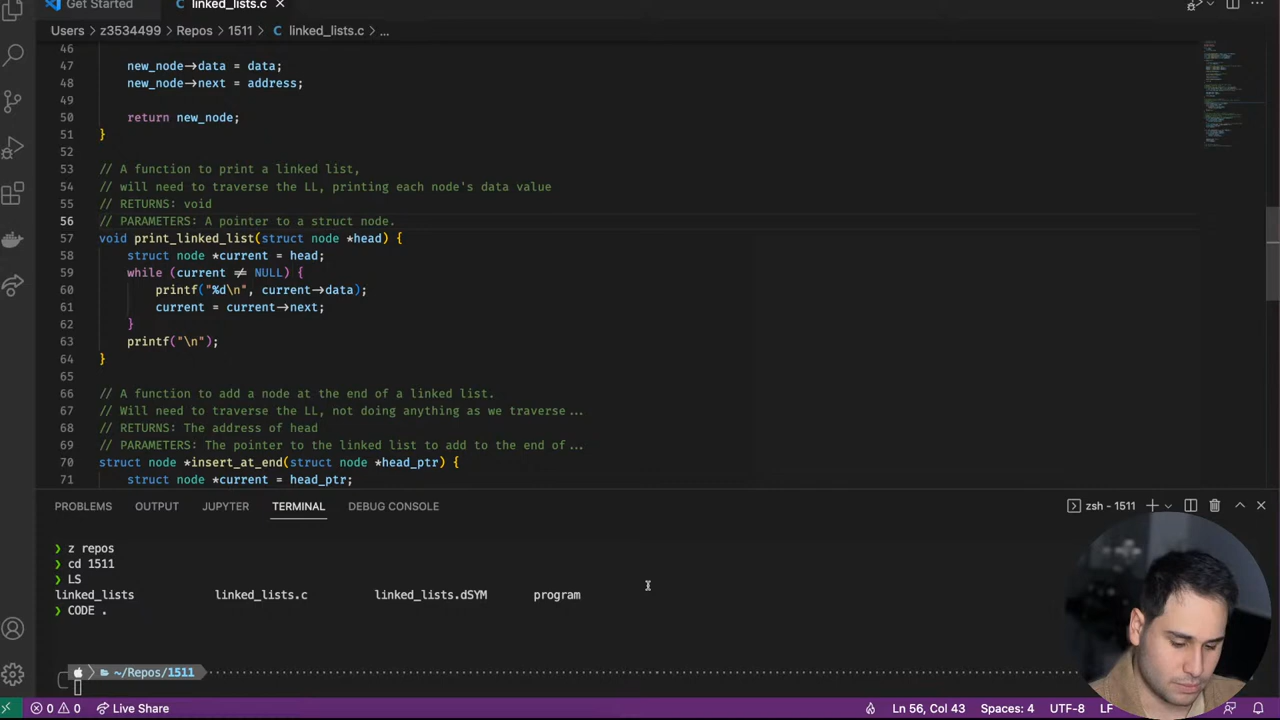 Get Started
linked_lists.c ×
Users > z3534499 > Repos > 1511 > linked_lists.c > ...
46
47 new_node->data = data;
48 new_node->next = address;
49
50 return new_node;
51 }
52
53 // A function to print a linked list,
54 // will need to traverse the LL, printing each node's data value
55 // RETURNS: void
56 // PARAMETERS: A pointer to a struct node.
57 void print_linked_list(struct node *head) {
58 struct node *current = head;
59 while (current != NULL) {
60 printf("%d\n", current->data);
61 current = current->next;
62 }
63 printf("\n");
64 }
65
66 // A function to add a node at the end of a linked list.
67 // Will need to traverse the LL, not doing anything as we traverse...
68 // RETURNS: The address of head
69 // PARAMETERS: The pointer to the linked list to add to the end of...
70 struct node *insert_at_end(struct node *head_ptr) {
71 struct node *current = head_ptr;
PROBLEMS OUTPUT JUPYTER TERMINAL DEBUG CONSOLE zsh - 1511
❯ z repos
❯ cd 1511
❯ LS
linked_lists linked_lists.c linked_lists.dSYM program
❯ CODE .
~/Repos/1511
0 0 Live Share Ln 56, Col 43 Spaces: 4 UTF-8 LF